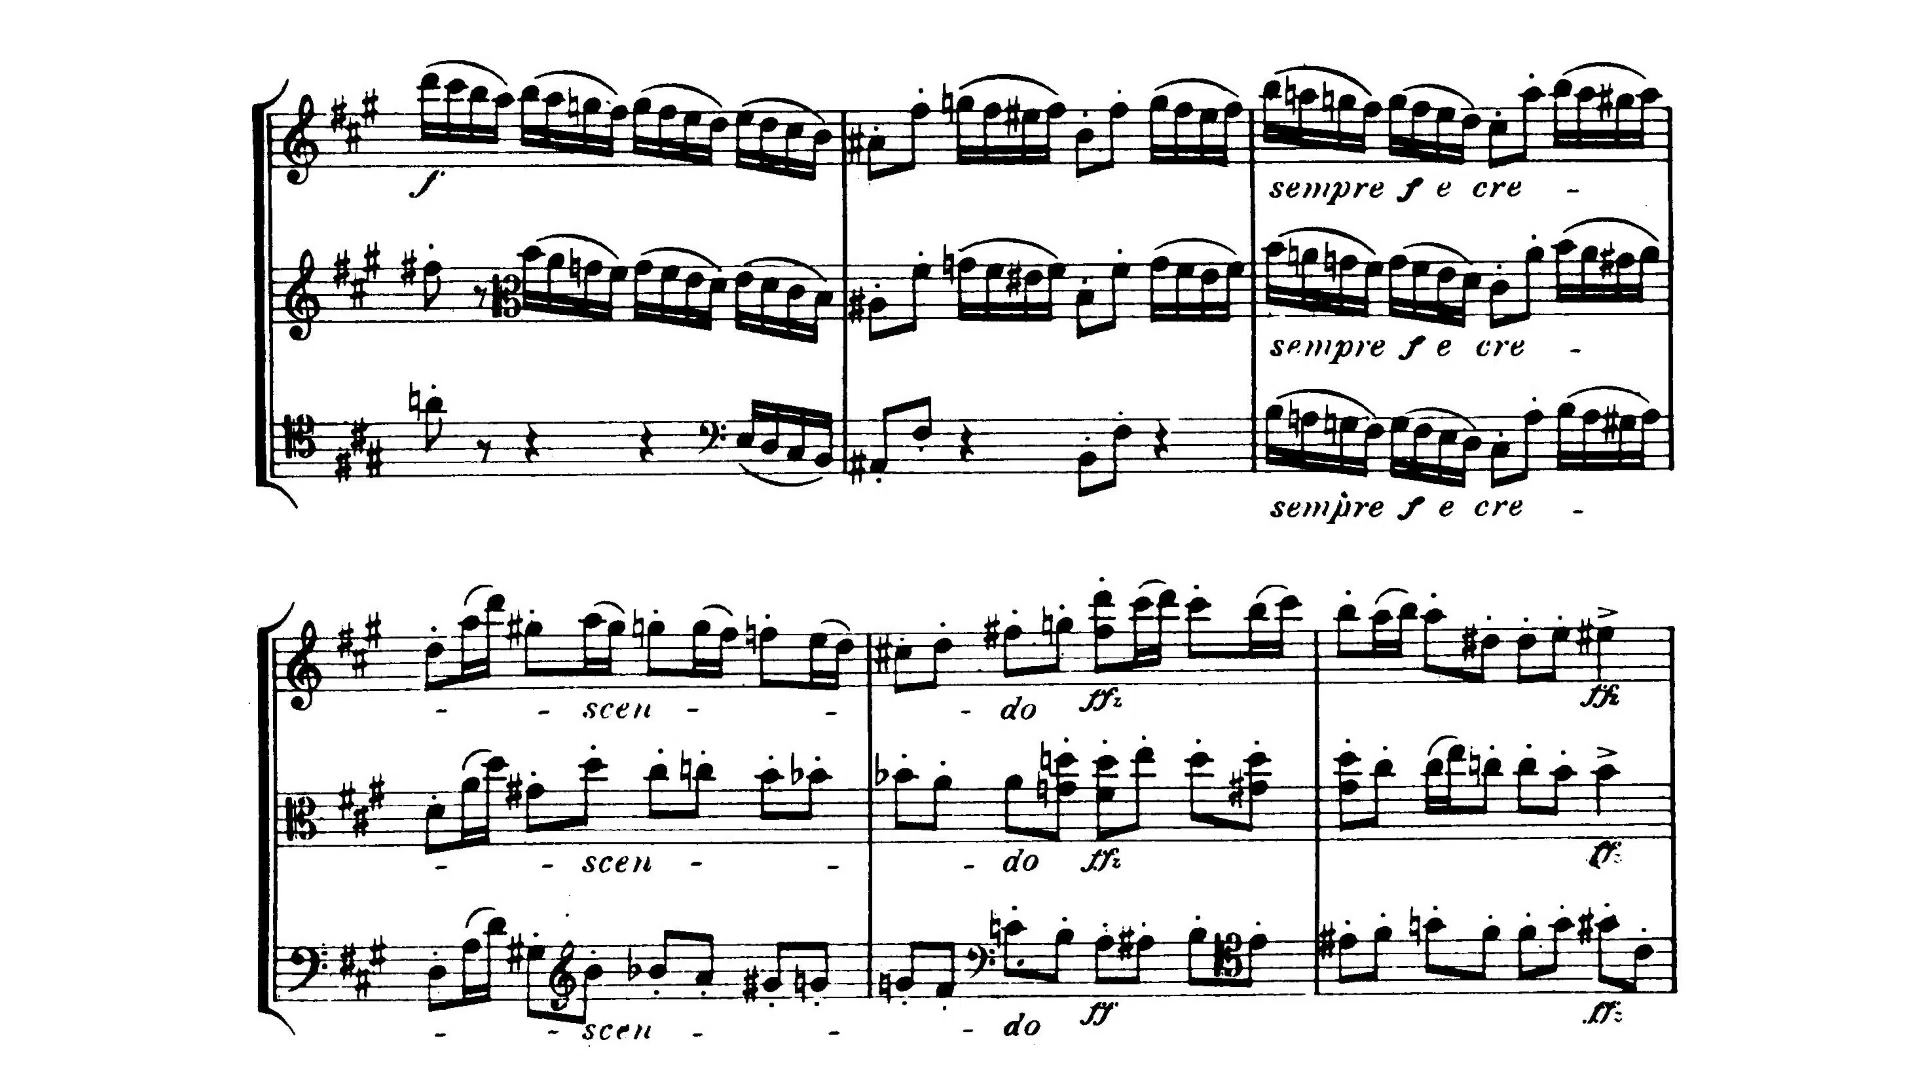 f
sempre f e cre -
sempre f e cre -
sempre f e cre -
- - scen - - - do ffz ffz
- - scen - - - do ffz ffz
- - scen - - - do ff ffz